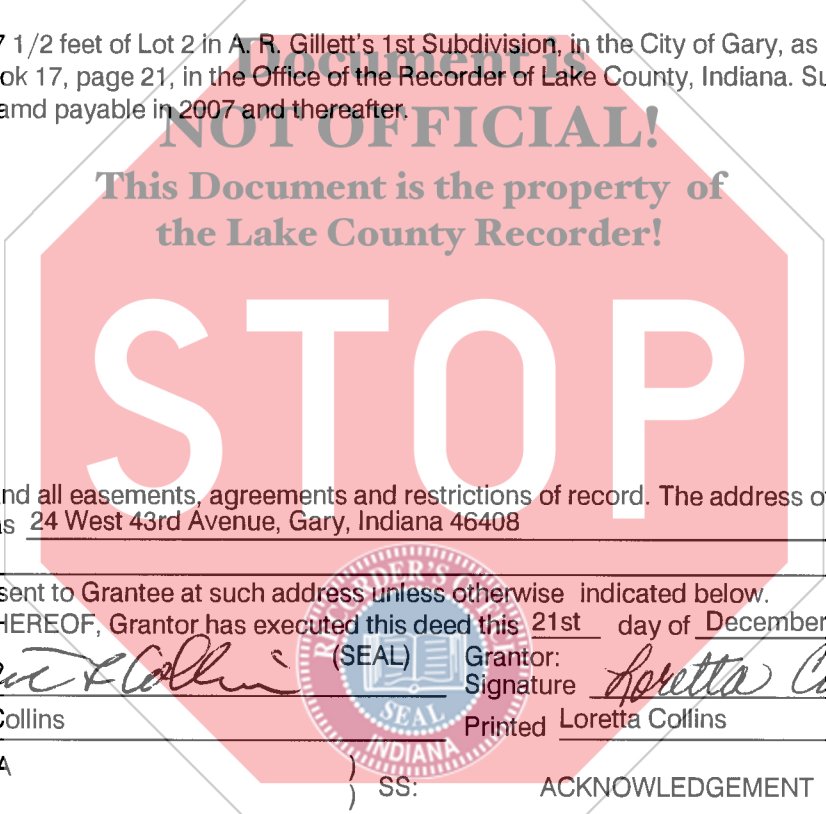 7 1/2 feet of Lot 2 in A. R. Gillett's 1st Subdivision, in the City of Gary, as
ok 17, page 21, in the Office of the Recorder of Lake County, Indiana. Su
amd payable in 2007 and thereafter.
Document is
NOT OFFICIAL!
This Document is the property of
the Lake County Recorder!
STOP
nd all easements, agreements and restrictions of record. The address of
s 24 West 43rd Avenue, Gary, Indiana 46408
sent to Grantee at such address unless otherwise indicated below.
HEREOF, Grantor has executed this deed this 21st day of December
(SEAL) Grantor:
Collins Signature Loretta C
Collins Printed Loretta Collins
RECORDER'S OFFICE
SEAL
INDIANA
A ) SS: ACKNOWLEDGEMENT
)